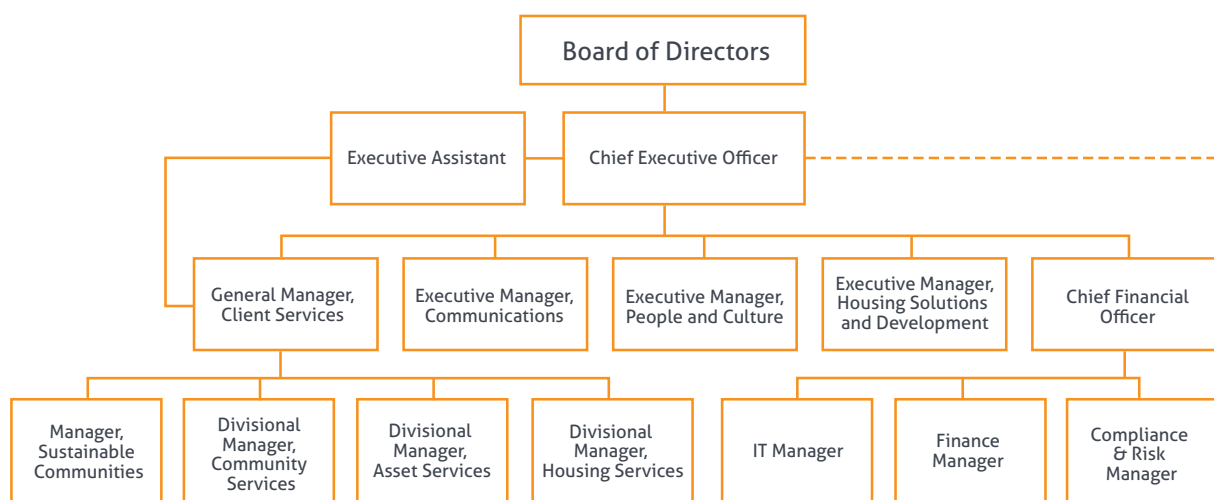 Board of Directors
Executive Assistant
Chief Executive Officer
General Manager,
Client Services
Executive Manager,
Communications
Executive Manager,
People and Culture
Executive Manager,
Housing Solutions
and Development
Chief Financial
Officer
Manager,
Sustainable
Communities
Divisional
Manager,
Community
Services
Divisional
Manager,
Asset Services
Divisional
Manager,
Housing Services
IT Manager
Finance
Manager
Compliance
& Risk
Manager